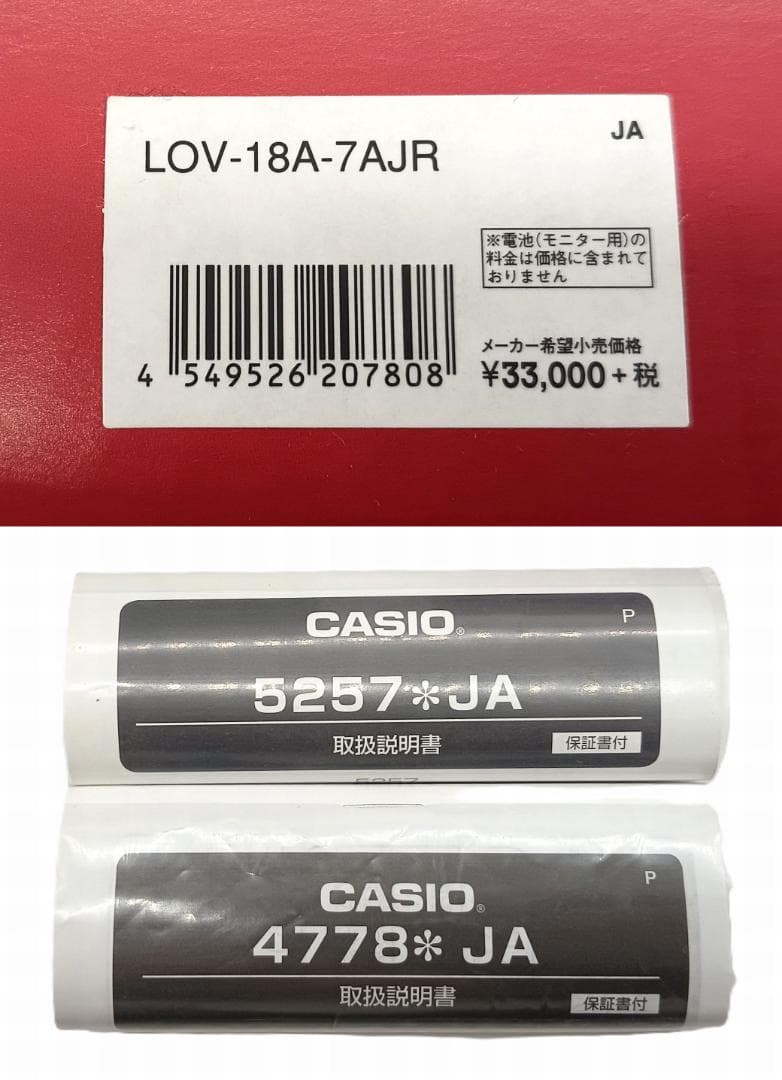 JA
LOV-18A-7AJR
※電池(モニター用)の
料金は価格に含まれて
おりません
メーカー希望小売価格
¥33,000+税
4 549526 207808
CASIO®
P
5257*JA
取扱説明書
保証書付
5257
CASIO®
P
4778* JA
取扱説明書
保証書付